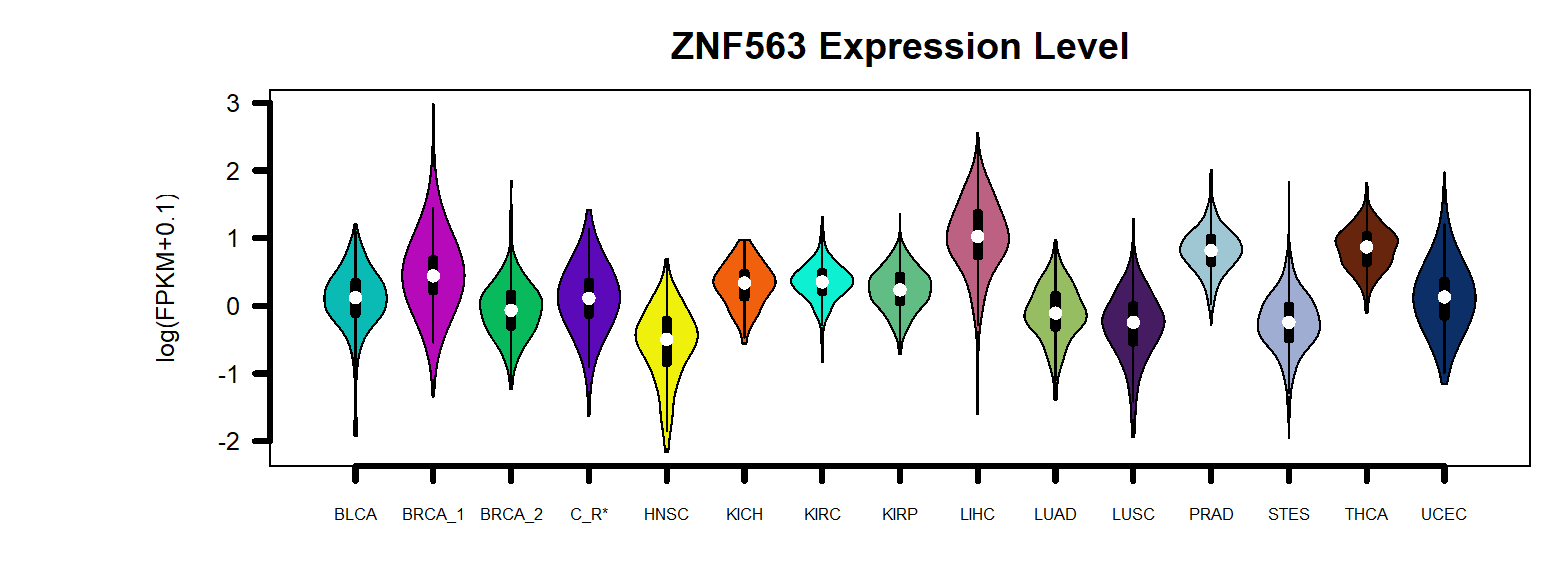 ZNF563 Expression Level
log(FPKM+0.1)
3
2
1
0
-1
-2
BLCA BRCA_1 BRCA_2 C_R* HNSC KICH KIRC KIRP LIHC LUAD LUSC PRAD STES THCA UCEC